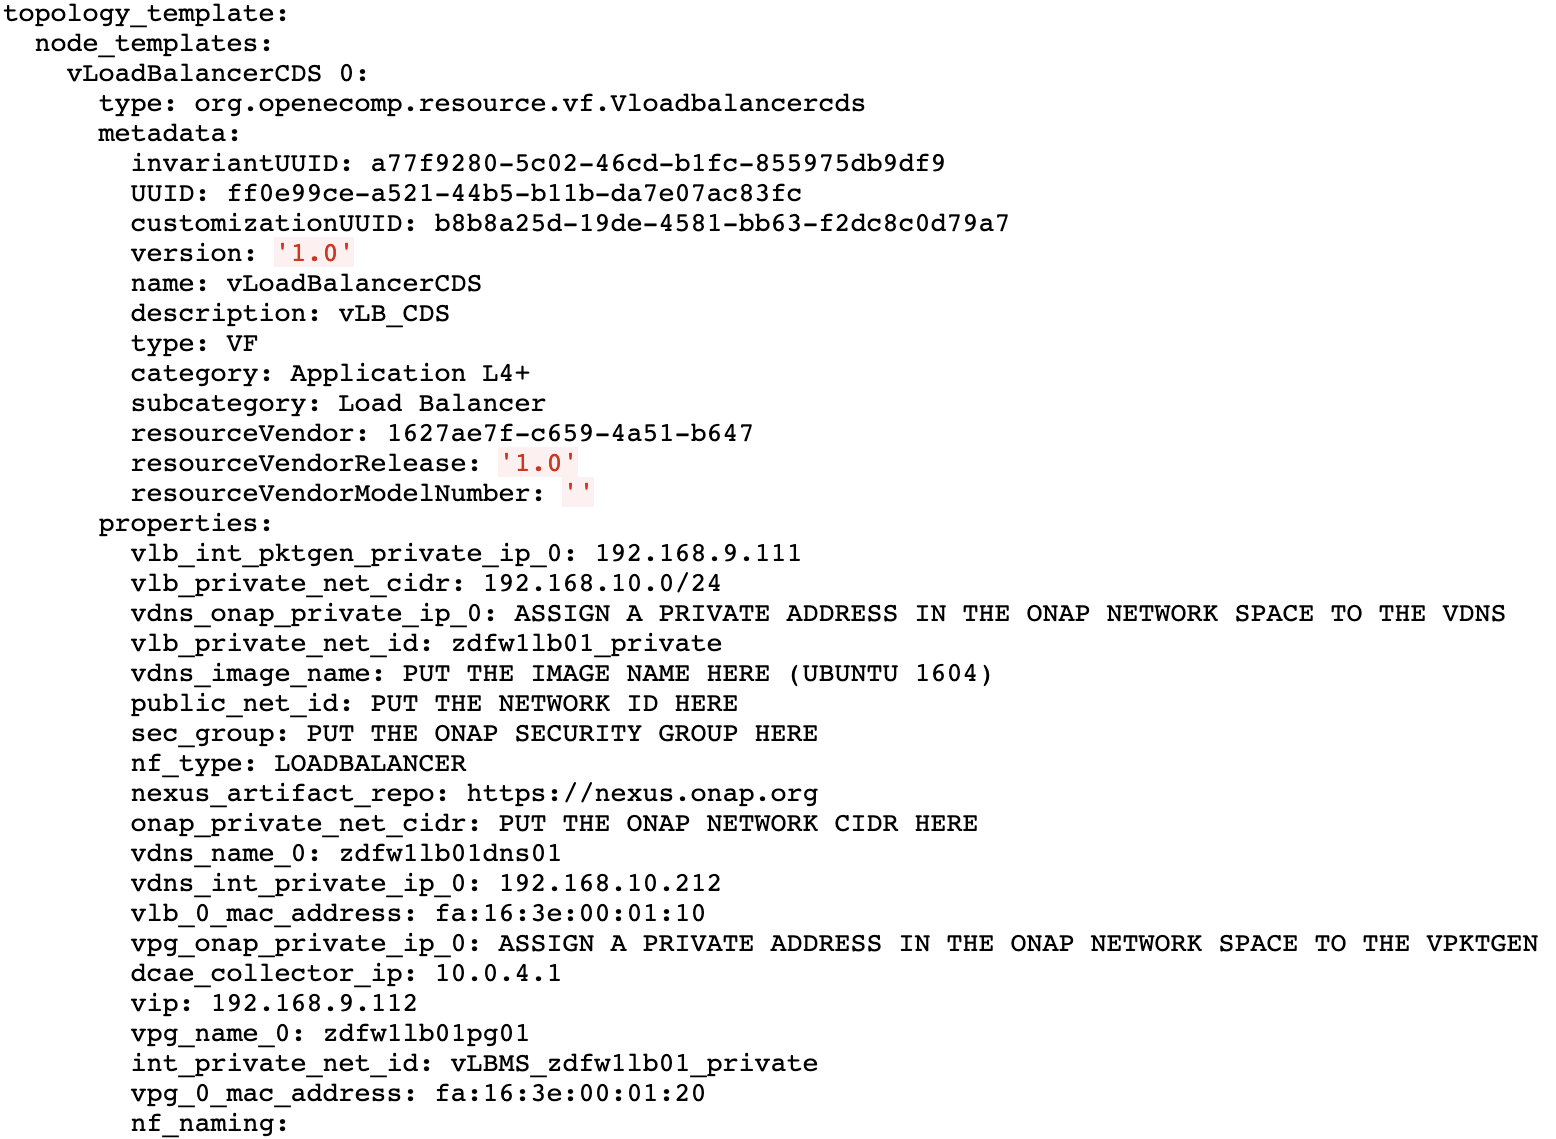 topology_template:
node_templates:
vLoadBalancerCDS 0:
type: org.openecomp.resource.vf.Vloadbalancercds
metadata:
invariantUUID: a77f9280-5c02-46cd-b1fc-855975db9df9
UUID: ff0e99ce-a521-44b5-b11b-da7e07ac83fc
customizationUUID: b8b8a25d-19de-4581-bb63-f2dc8c0d79a7
version: '1.0'
name: vLoadBalancerCDS
description: vLB_CDS
type: VF
category: Application L4+
subcategory: Load Balancer
resourceVendor: 1627ae7f-c659-4a51-b647
resourceVendorRelease: '1.0'
resourceVendorModelNumber: ''
properties:
vlb_int_pktgen_private_ip_0: 192.168.9.111
vlb_private_net_cidr: 192.168.10.0/24
vdns_onap_private_ip_0: ASSIGN A PRIVATE ADDRESS IN THE ONAP NETWORK SPACE TO THE VDNS
vlb_private_net_id: zdfw1lb01_private
vdns_image_name: PUT THE IMAGE NAME HERE (UBUNTU 1604)
public_net_id: PUT THE NETWORK ID HERE
sec_group: PUT THE ONAP SECURITY GROUP HERE
nf_type: LOADBALANCER
nexus_artifact_repo: https://nexus.onap.org
onap_private_net_cidr: PUT THE ONAP NETWORK CIDR HERE
vdns_name_0: zdfw1lb01dns01
vdns_int_private_ip_0: 192.168.10.212
vlb_0_mac_address: fa:16:3e:00:01:10
vpg_onap_private_ip_0: ASSIGN A PRIVATE ADDRESS IN THE ONAP NETWORK SPACE TO THE VPKTGEN
dcae_collector_ip: 10.0.4.1
vip: 192.168.9.112
vpg_name_0: zdfw1lb01pg01
int_private_net_id: vLBMS_zdfw1lb01_private
vpg_0_mac_address: fa:16:3e:00:01:20
nf_naming: